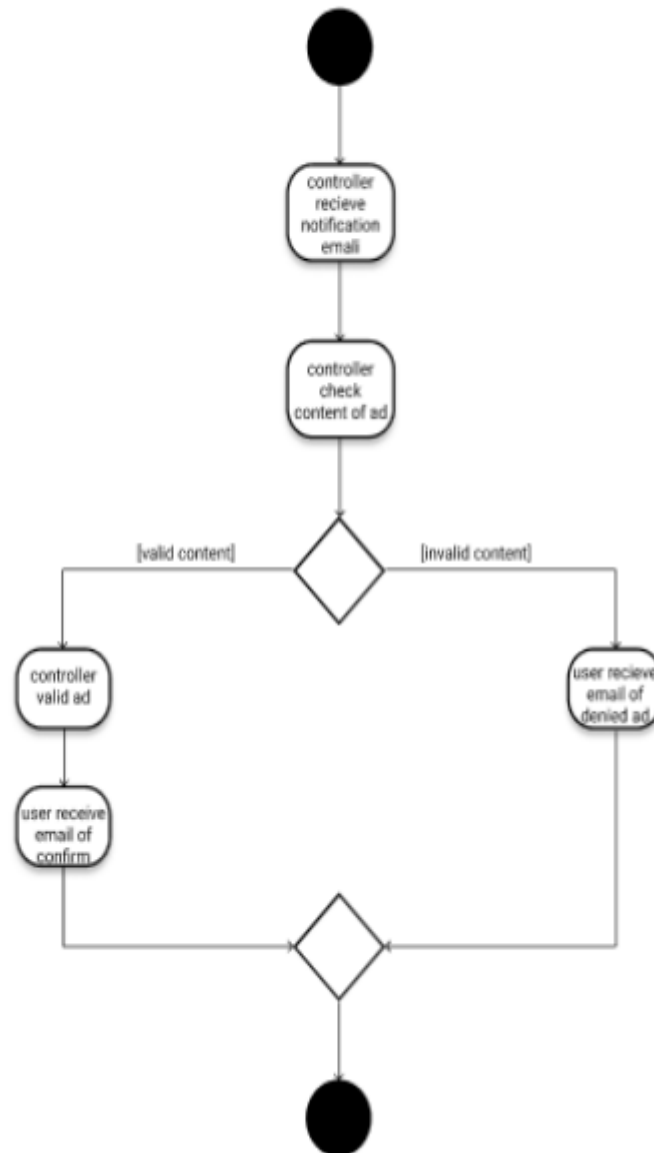 controller
recieve
notification
emali
controller
check
content of ad
[valid content]
[invalid content]
controller
valid ad
user recieve
email of
denied ad
user receive
email of
confirm